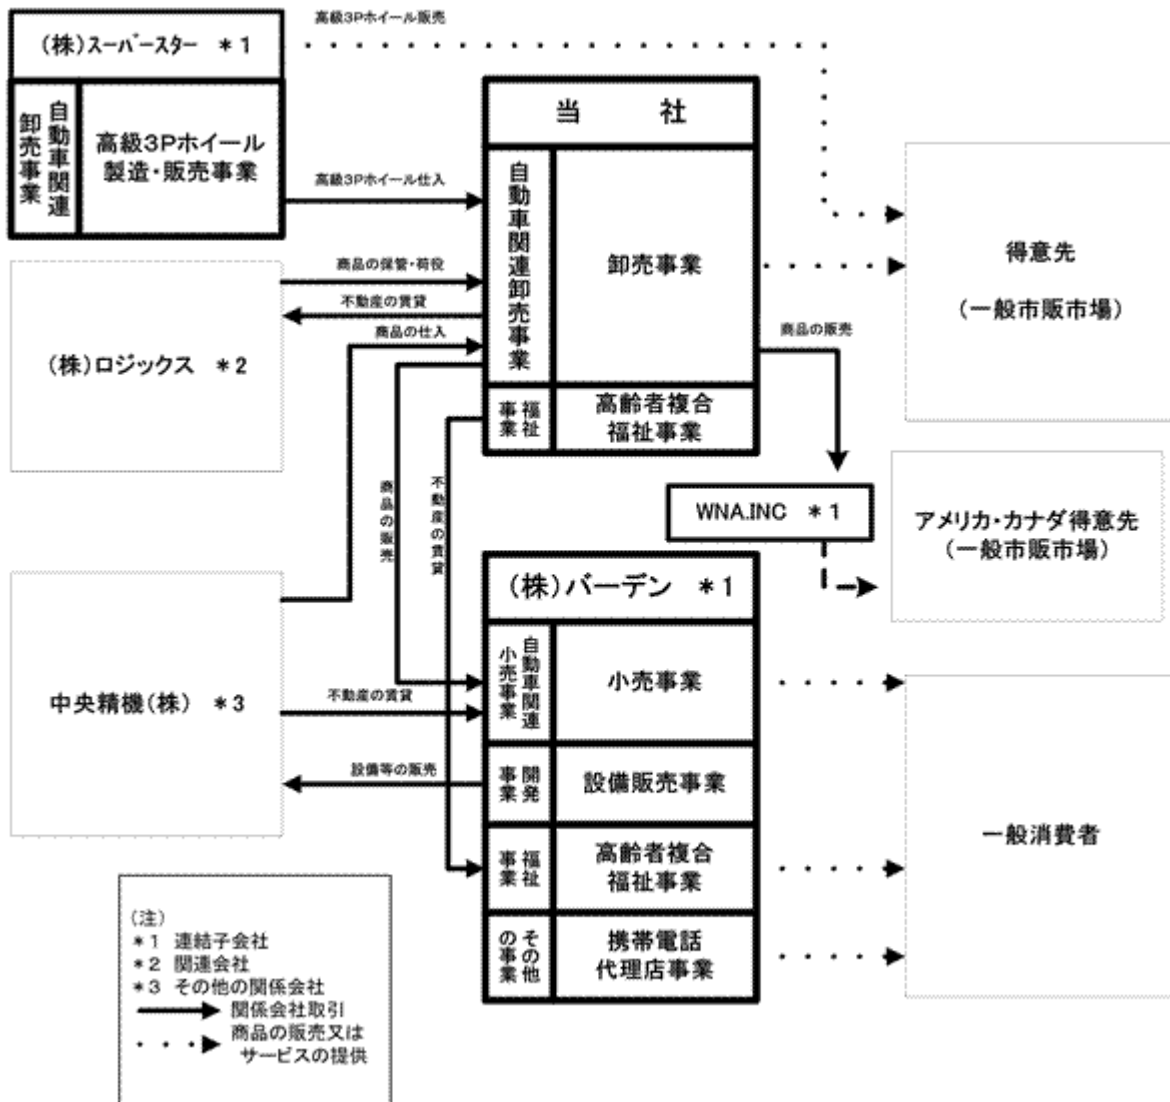 高級3Pホイール販売
(株)スーパースター *1
自動車関連
卸売事業
高級3Pホイール
製造・販売事業
高級3Pホイール仕入
当 社
自動車関連卸売事業
卸売事業
福祉
事業
高齢者複合
福祉事業
得意先
(一般市販市場)
商品の保管・荷役
不動産の賃貸
商品の仕入
(株)ロジックス *2
商品の販売
商品の販売
不動産の賃貸
WNA.INC *1
アメリカ・カナダ得意先
(一般市販市場)
(株)バーデン *1
自動車関連
小売事業
小売事業
中央精機(株) *3
不動産の賃貸
設備等の販売
開発
事業
設備販売事業
福祉
事業
高齢者複合
福祉事業
その他
の事業
携帯電話
代理店事業
一般消費者
(注)
*1 連結子会社
*2 関連会社
*3 その他の関係会社
関係会社取引
商品の販売又は
サービスの提供